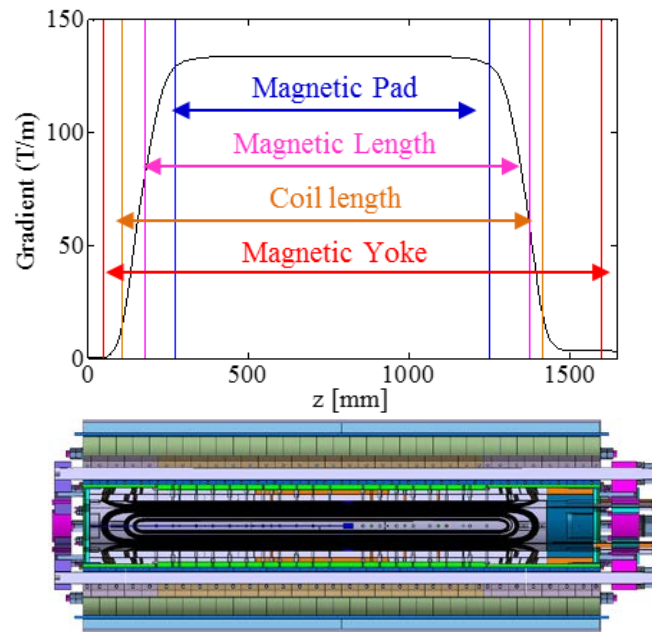 150
Magnetic Pad
100
Magnetic Length
Gradient (T/m)
Coil length
50
Magnetic Yoke
0
0 500 1000 1500
z [mm]